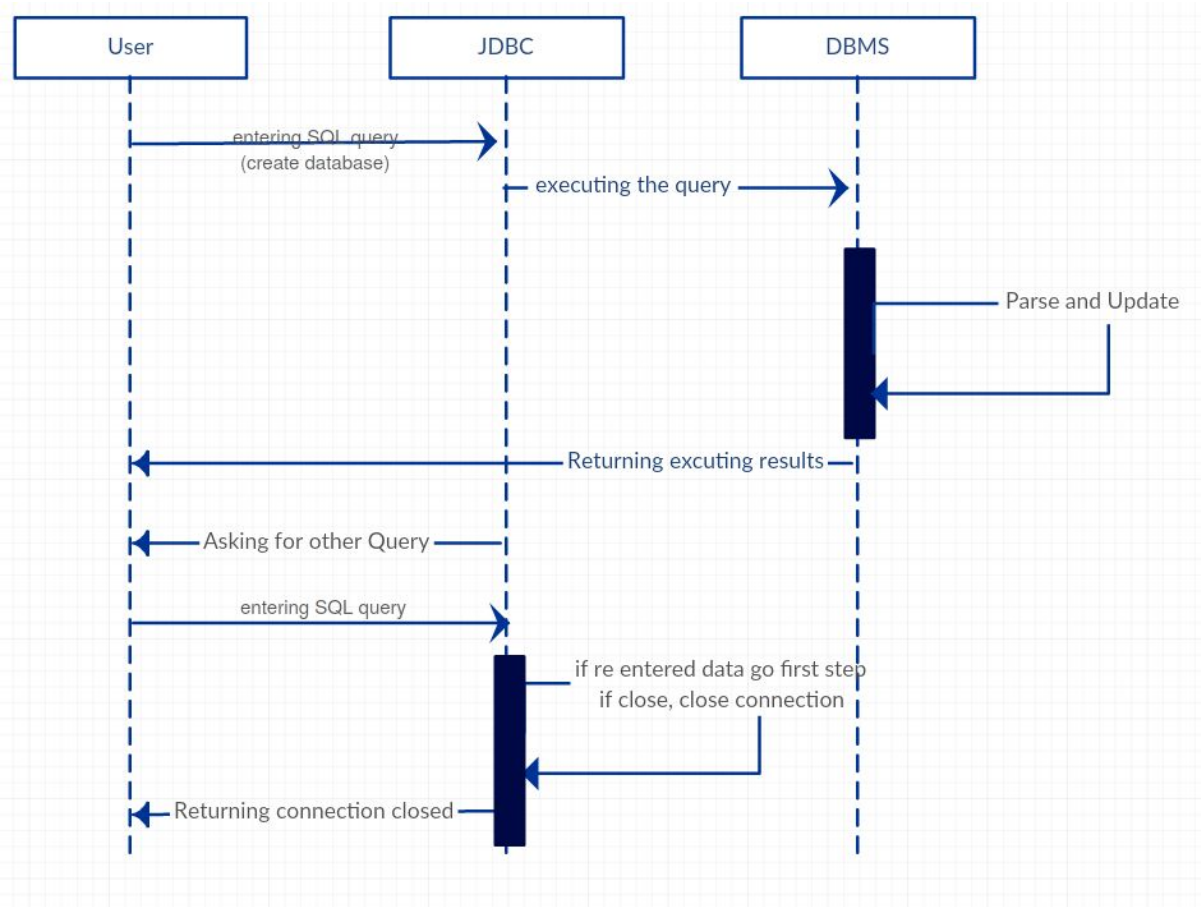 User
JDBC
DBMS
entering SQL query
(create database)
executing the query
Parse and Update
Returning excuting results
Asking for other Query
entering SQL query
if re entered data go first step
if close, close connection
Returning connection closed